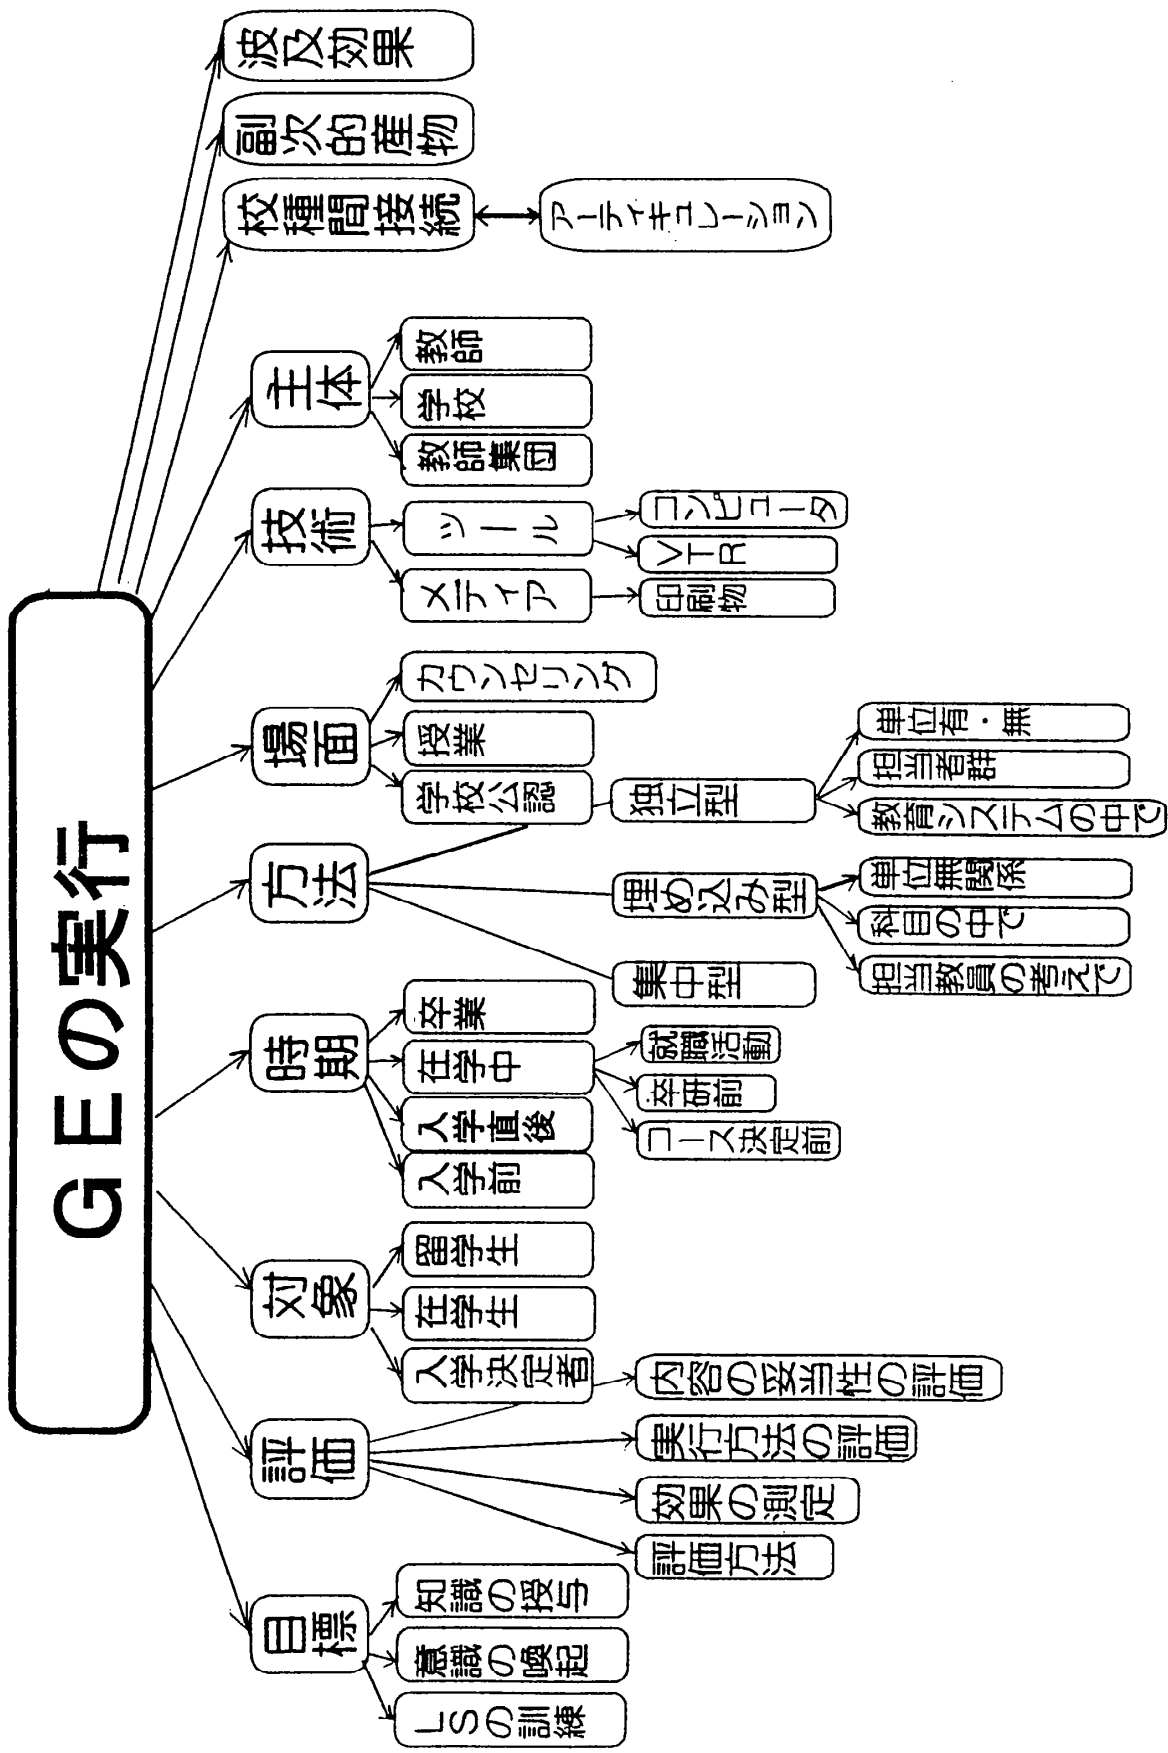 GEの実行
目標
LSの訓練
意識の喚起
知識の授与
評価
評価方法
効果の測定
実行方法の評価
内容の妥当性の評価
対象
入学決定者
在学生
留学生
時期
入学前
入学直後
在学中
コース決定前
卒研前
就職活動
卒業
方法
集中型
埋め込み型
担当教員の考えで
科目の中で
単位無関係
独立型
教育システムの中で
担当者群
単位有・無
場面
学校公認
授業
カウンセリング
技術
メディア
印刷物
ツール
VTR
コンピュータ
主体
教師集団
学校
教師
校種間接続
アーティキュレーション
副次的産物
波及効果